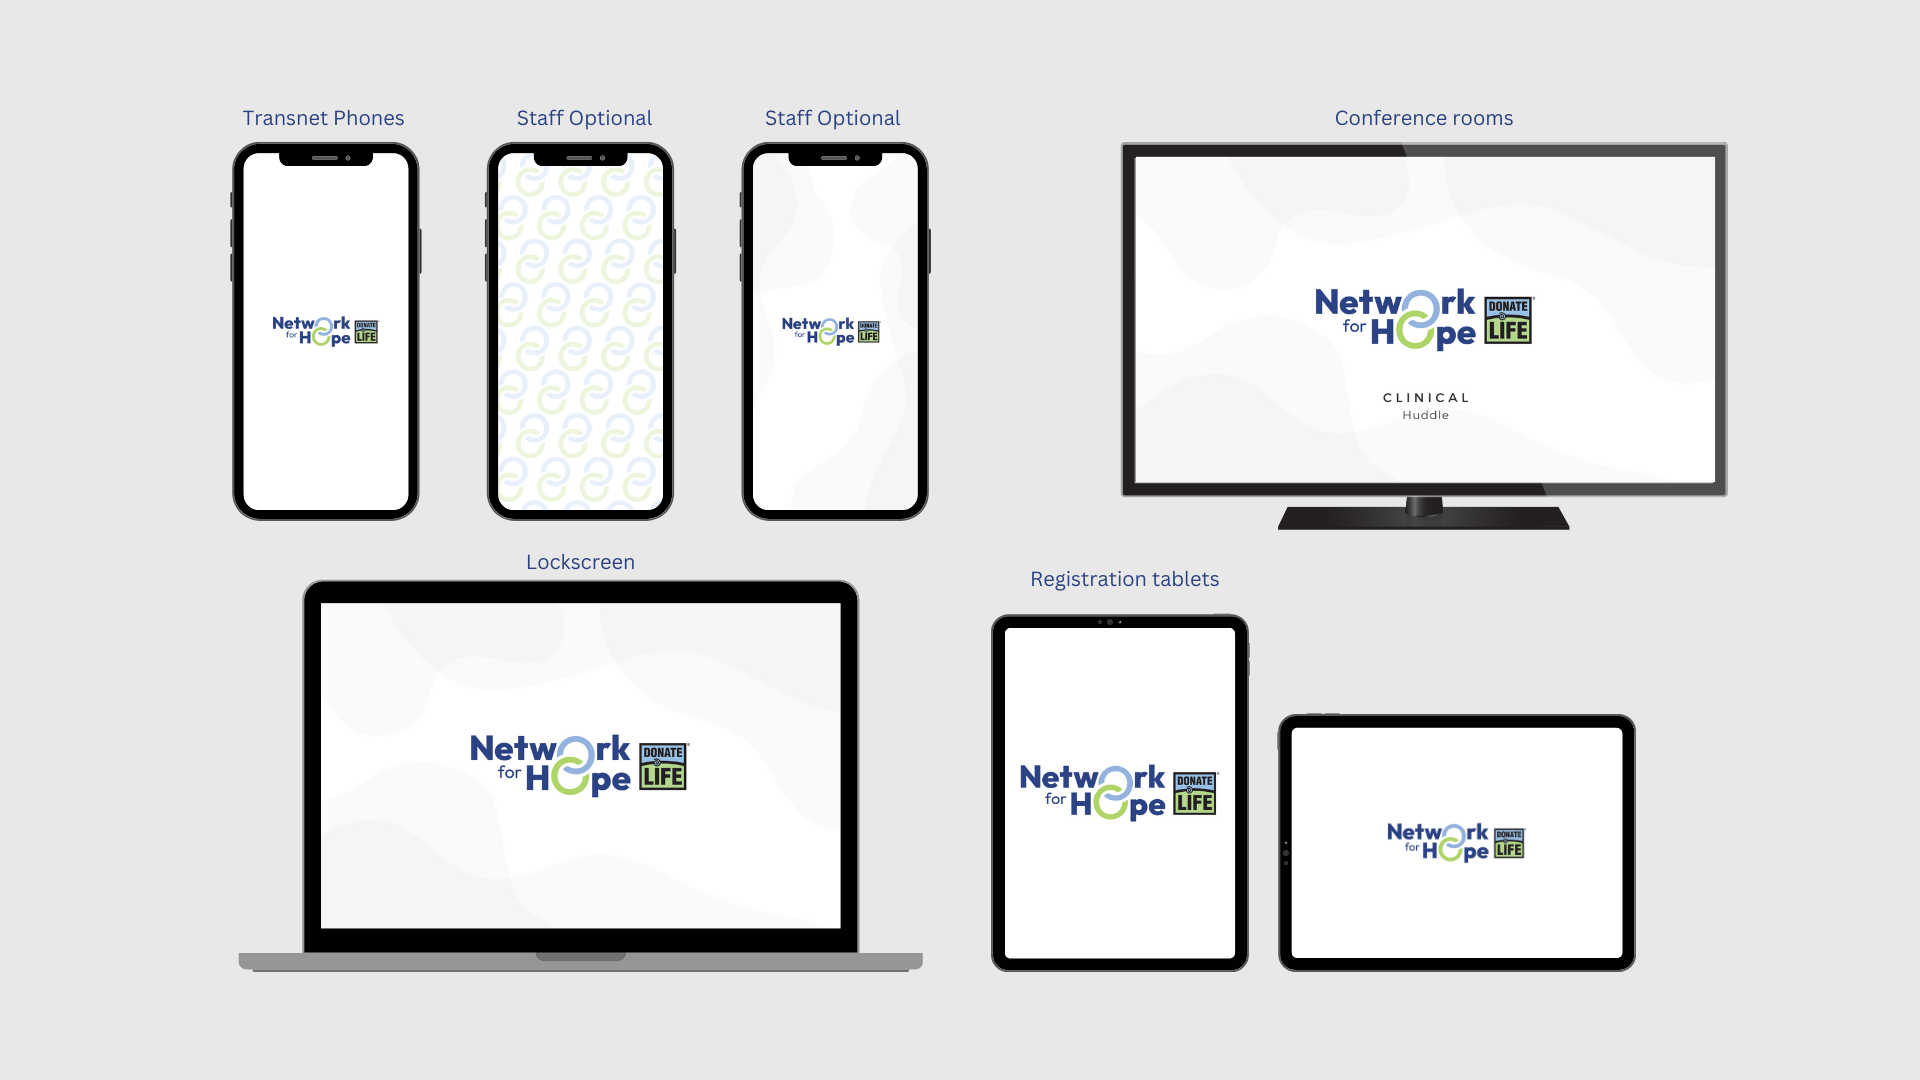 Transnet Phones
Staff Optional
Staff Optional
Conference rooms
Network
for Hope
DONATE
LIFE
Network
for Hope
DONATE
LIFE
Network
for Hope
DONATE
LIFE
CLINICAL
Huddle
Lockscreen
Registration tablets
Network
for Hope
DONATE
LIFE
Network
for Hope
DONATE
LIFE
Network
for Hope
DONATE
LIFE